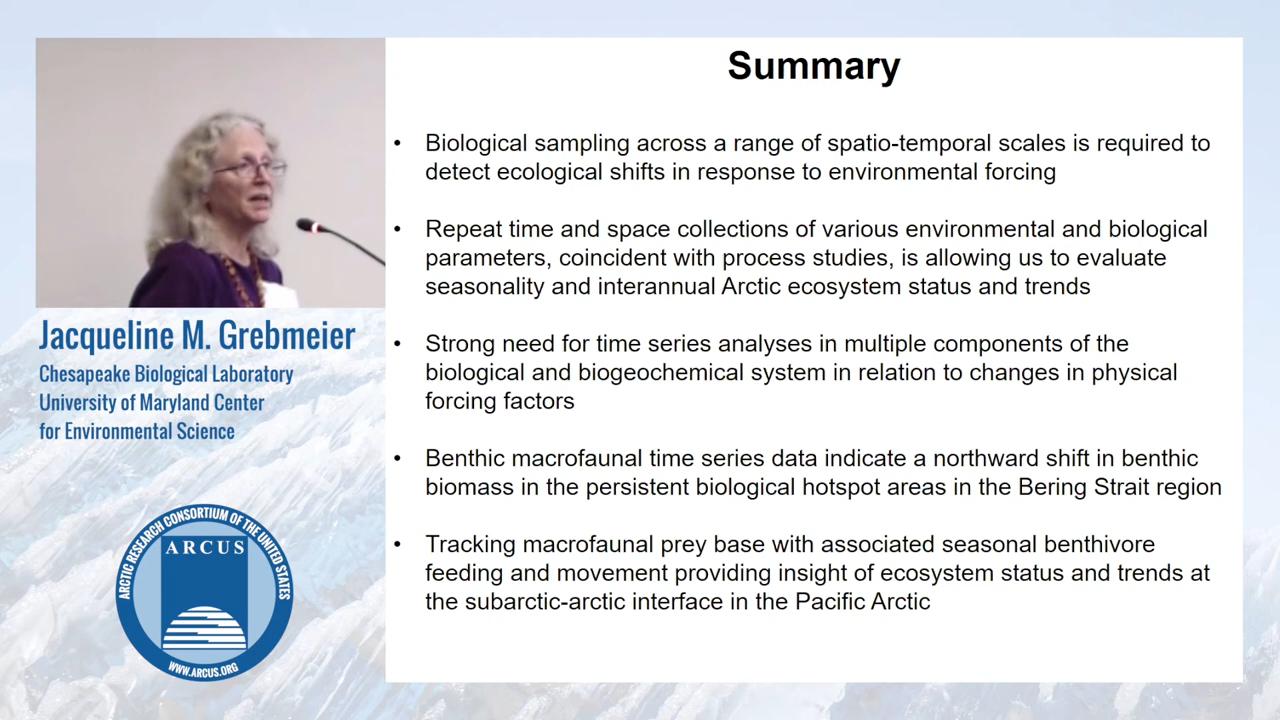 Summary
• Biological sampling across a range of spatio-temporal scales is required to
detect ecological shifts in response to environmental forcing
• Repeat time and space collections of various environmental and biological
parameters, coincident with process studies, is allowing us to evaluate
seasonality and interannual Arctic ecosystem status and trends
• Strong need for time series analyses in multiple components of the
biological and biogeochemical system in relation to changes in physical
forcing factors
• Benthic macrofaunal time series data indicate a northward shift in benthic
biomass in the persistent biological hotspot areas in the Bering Strait region
• Tracking macrofaunal prey base with associated seasonal benthivore
feeding and movement providing insight of ecosystem status and trends at
the subarctic-arctic interface in the Pacific Arctic
Jacqueline M. Grebmeier
Chesapeake Biological Laboratory
University of Maryland Center
for Environmental Science
ARCTIC RESEARCH CONSORTIUM OF THE UNITED STATES
ARCUS
WWW.ARCUS.ORG